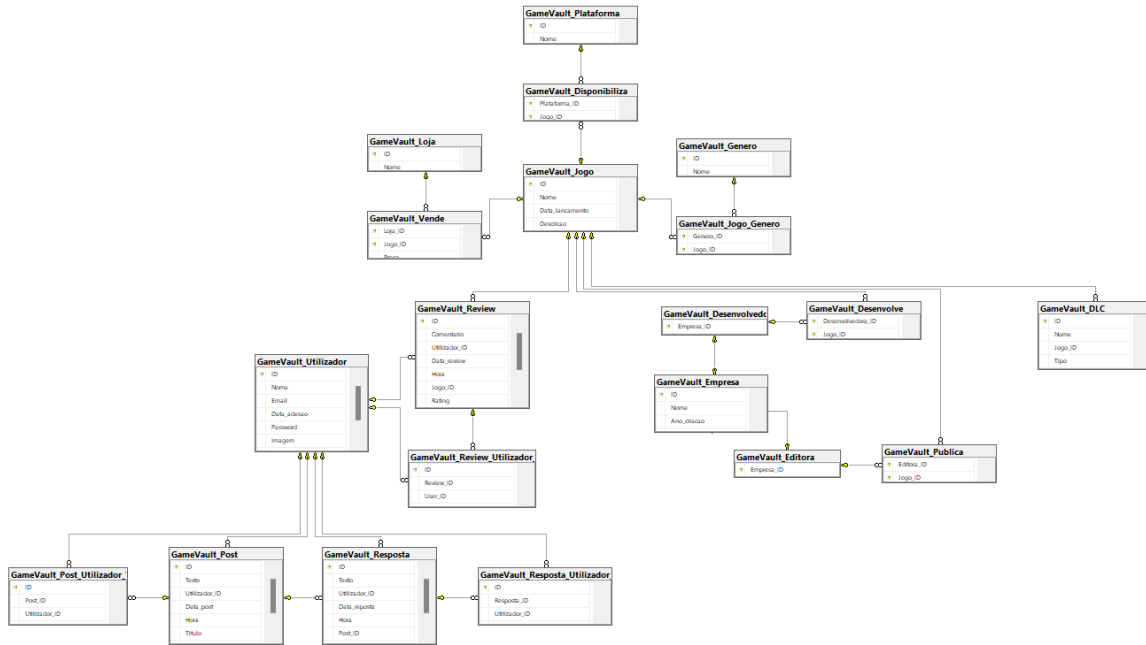 GameVault_Plataforma
ID
Nome
GameVault_Disponibiliza
Plataforma_ID
Jogo_ID
GameVault_Loja
ID
Nome
GameVault_Genero
ID
Nome
GameVault_Jogo
ID
Nome
Data_lancamento
Descricao
GameVault_Vende
Loja_ID
Jogo_ID
GameVault_Jogo_Genero
Genero_ID
Jogo_ID
GameVault_Review
ID
Comentario
Utilizador_ID
Data_review
Hora
Jogo_ID
Rating
GameVault_Desenvolvedc
Empresa_ID
GameVault_Desenvolve
Desenvolvedora_ID
Jogo_ID
GameVault_DLC
ID
Nome
Jogo_ID
Tipo
GameVault_Utilizador
ID
Nome
Email
Data_adesao
Password
Imagem
GameVault_Empresa
ID
Nome
Ano_criacao
GameVault_Review_Utilizador_
ID
Review_ID
User_ID
GameVault_Editora
Empresa_ID
GameVault_Publica
Editora_ID
Jogo_ID
GameVault_Post_Utilizador_
ID
Post_ID
Utilizador_ID
GameVault_Post
ID
Texto
Utilizador_ID
Data_post
Hora
Titulo
GameVault_Resposta
ID
Texto
Utilizador_ID
Data_reposta
Hora
Post_ID
GameVault_Resposta_Utilizador
ID
Resposta_ID
Utilizador_ID